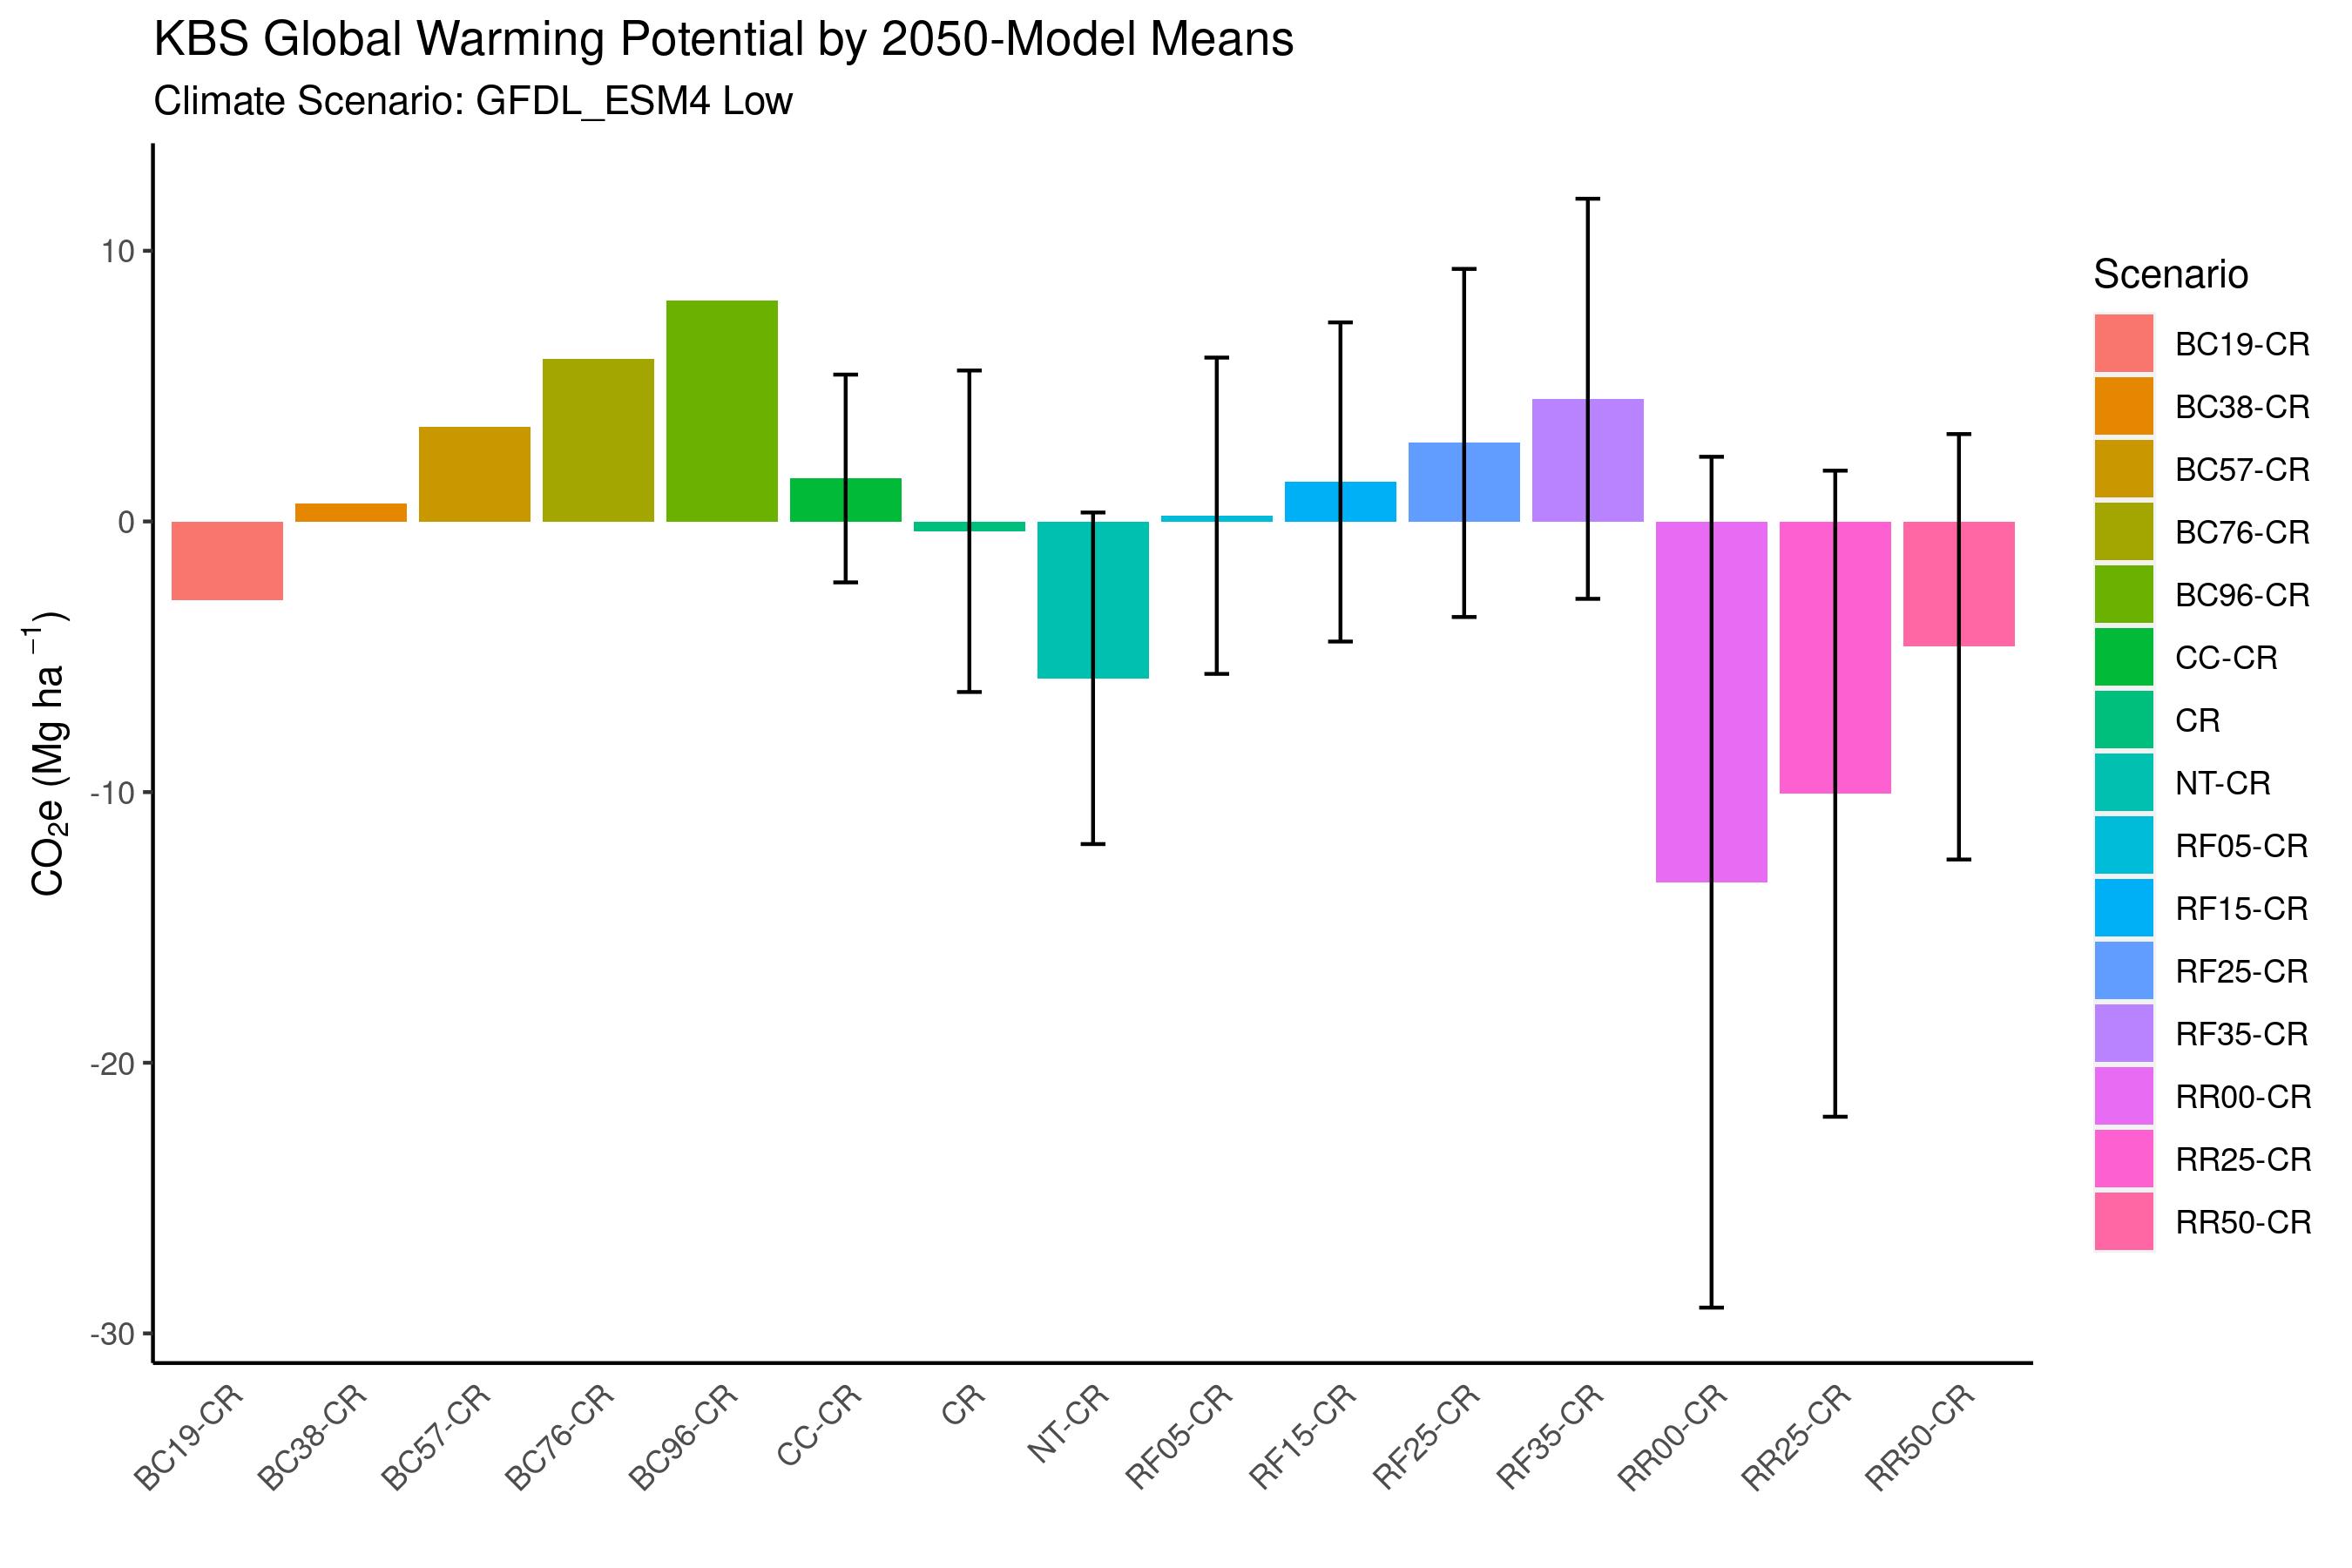 KBS Global Warming Potential by 2050-Model Means
Climate Scenario: GFDL_ESM4 Low
CO₂e (Mg ha ⁻¹)
10
0
-10
-20
-30
BC19-CR
BC38-CR
BC57-CR
BC76-CR
BC96-CR
CC-CR
CR
NT-CR
RF05-CR
RF15-CR
RF25-CR
RF35-CR
RR00-CR
RR25-CR
RR50-CR
Scenario
BC19-CR
BC38-CR
BC57-CR
BC76-CR
BC96-CR
CC-CR
CR
NT-CR
RF05-CR
RF15-CR
RF25-CR
RF35-CR
RR00-CR
RR25-CR
RR50-CR